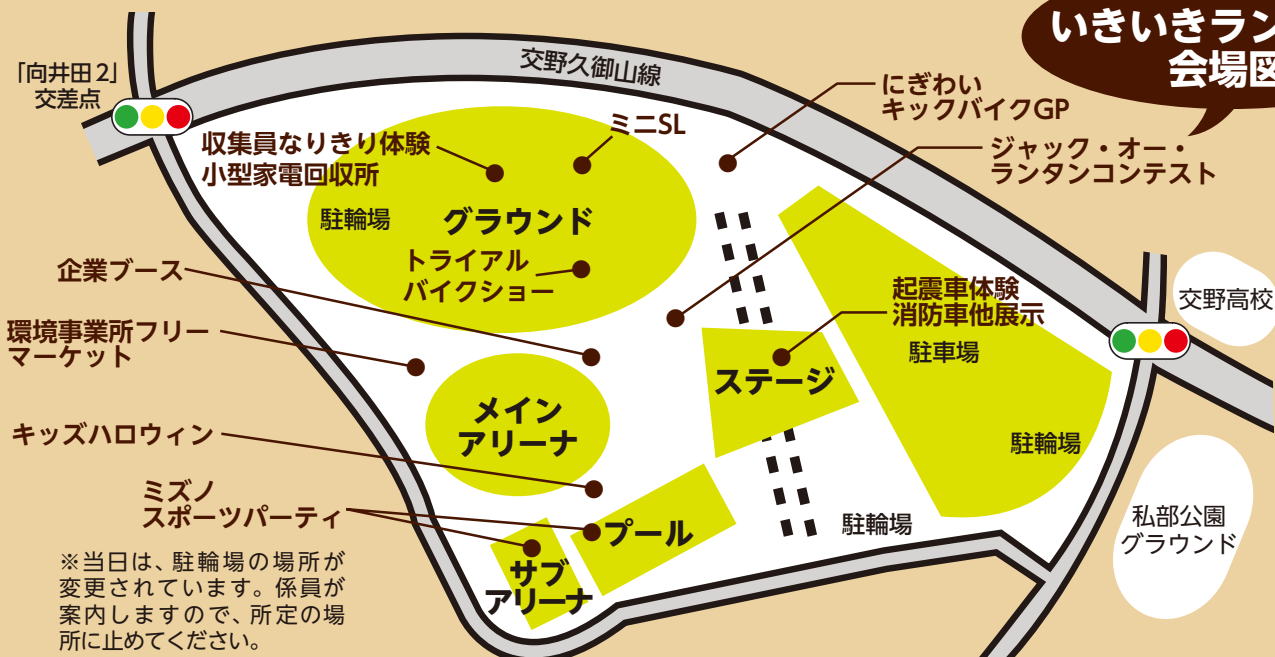 いきいきラン
会場図
「向井田2」
交差点
交野久御山線
にぎわい
キックバイクGP
ジャック・オー・
ランタンコンテスト
収集員なりきり体験
小型家電回収所
ミニSL
駐輪場
グラウンド
トライアル
バイクショー
企業ブース
環境事業所フリー
マーケット
起震車体験
消防車他展示
駐車場
交野高校
ステージ
メイン
アリーナ
キッズハロウィン
駐輪場
ミズノ
スポーツパーティ
プール
駐輪場
私部公園
グラウンド
サブ
アリーナ
※当日は、駐輪場の場所が
変更されています。係員が
案内しますので、所定の場
所に止めてください。